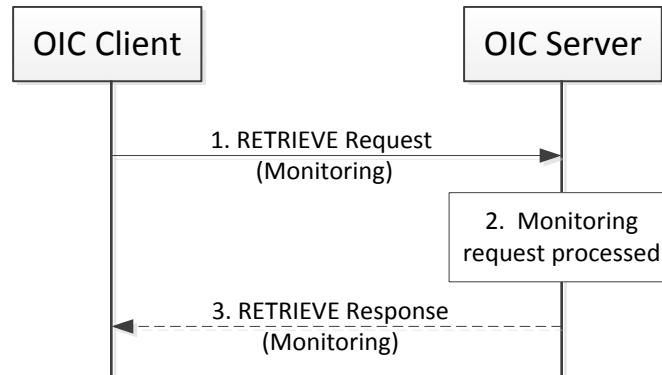 OIC Client
OIC Server
1. RETRIEVE Request
(Monitoring)
2. Monitoring
request processed
3. RETRIEVE Response
(Monitoring)